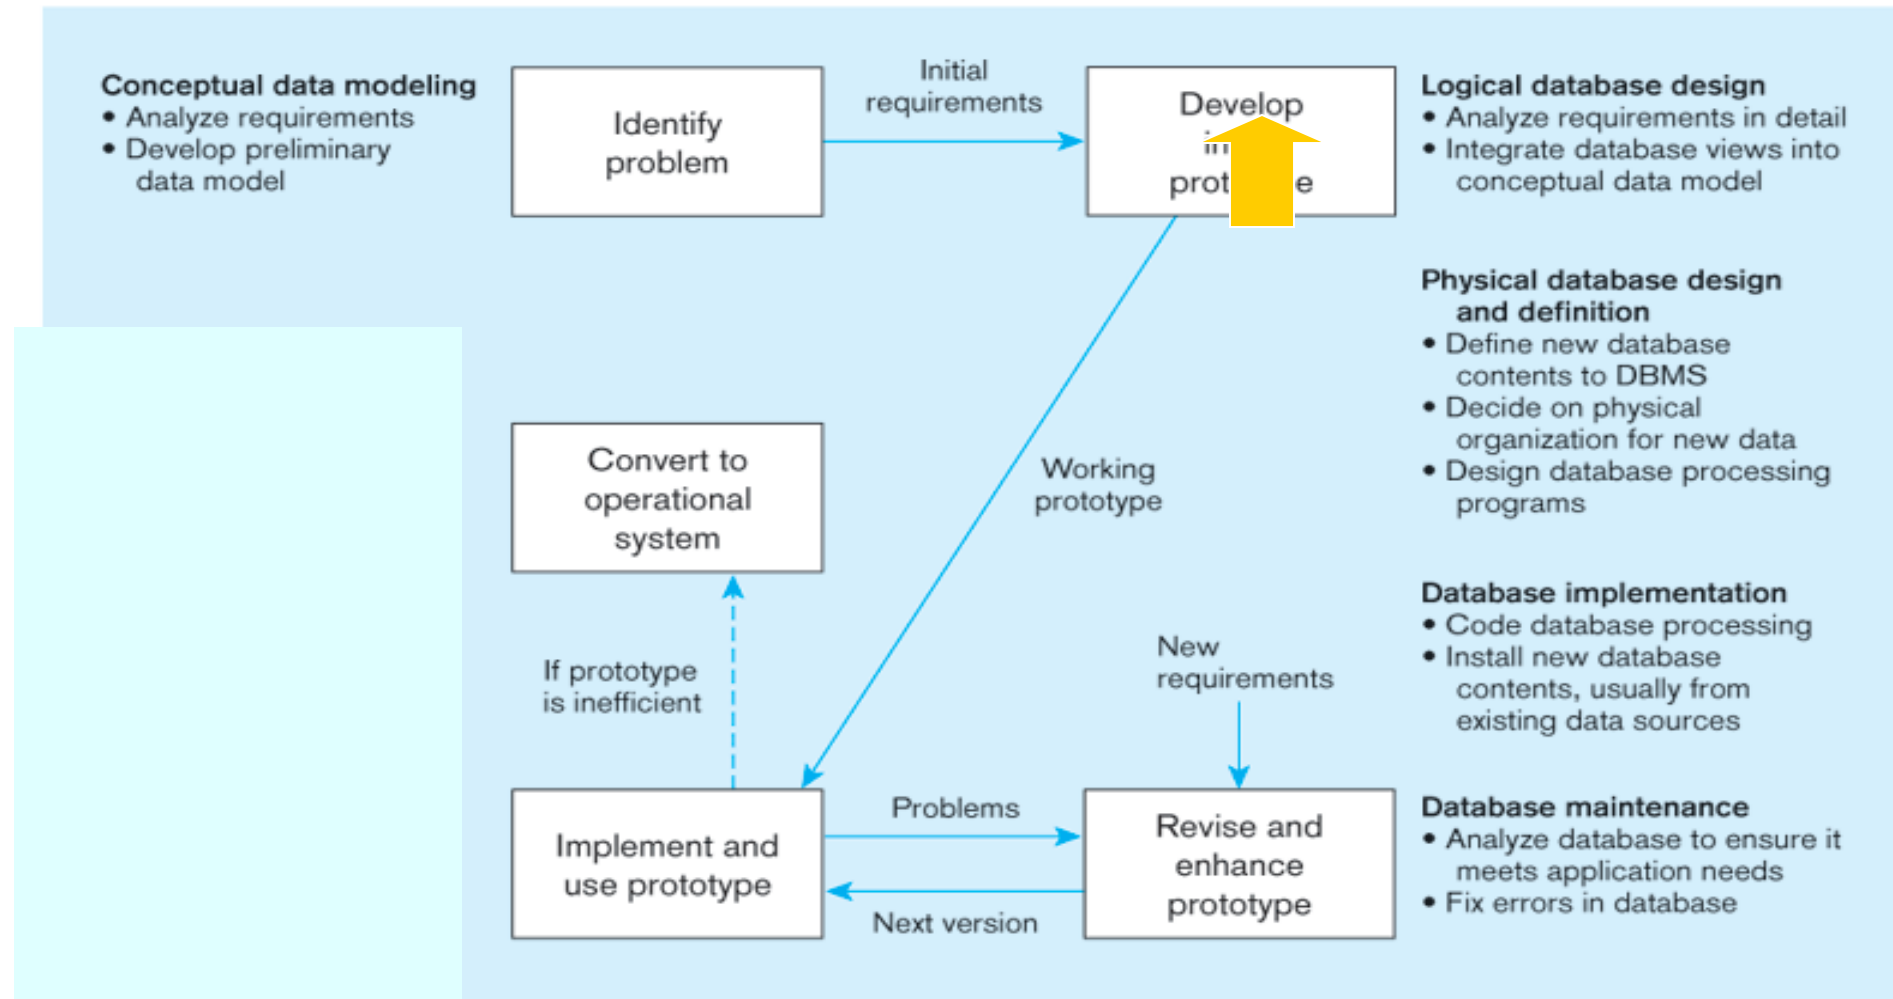 Conceptual data modeling
• Analyze requirements
• Develop preliminary
data model
Identify
problem
Initial
requirements
Develop
Logical database design
• Analyze requirements in detail
• Integrate database views into
conceptual data model
Physical database design
and definition
• Define new database
contents to DBMS
• Decide on physical
organization for new data
• Design database processing
programs
Convert to
operational
system
Working
prototype
Database implementation
• Code database processing
• Install new database
contents, usually from
existing data sources
If prototype
is inefficient
New
requirements
Implement and
use prototype
Problems
Next version
Revise and
enhance
prototype
Database maintenance
• Analyze database to ensure it
meets application needs
• Fix errors in database